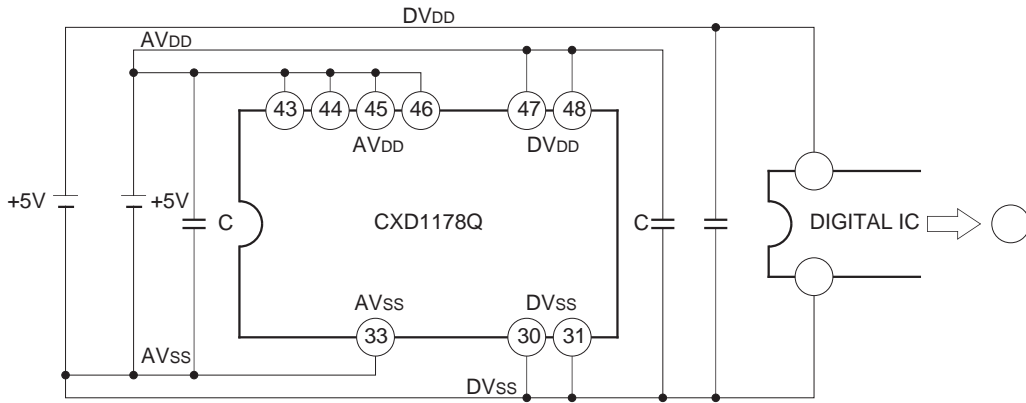 DVDD
AVDD
43 44 45 46 47 48
AVDD DVDD
+5V +5V C CXD1178Q C DIGITAL IC
AVSS DVSS
33 30 31
AVSS
DVSS